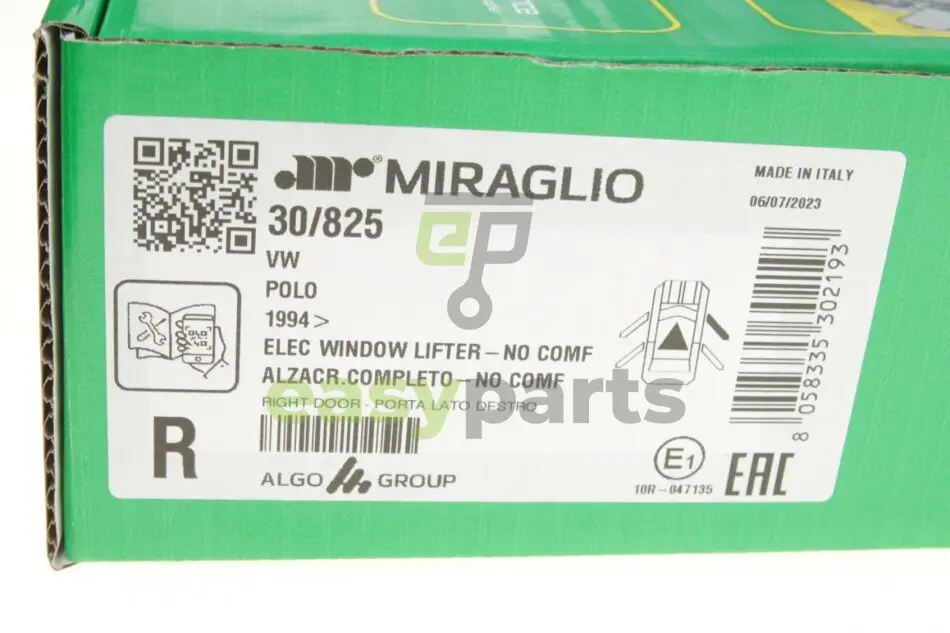 MIRAGLIO
MADE IN ITALY
06/07/2023
30/825
VW
POLO
1994 >
ELEC WINDOW LIFTER – NO COMF
ALZACR.COMPLETO – NO COMF
RIGHT DOOR - PORTA LATO DESTRO
R
ALGO GROUP
E1
10R – 047135
EAC
8 058335 302193
ep
easyparts